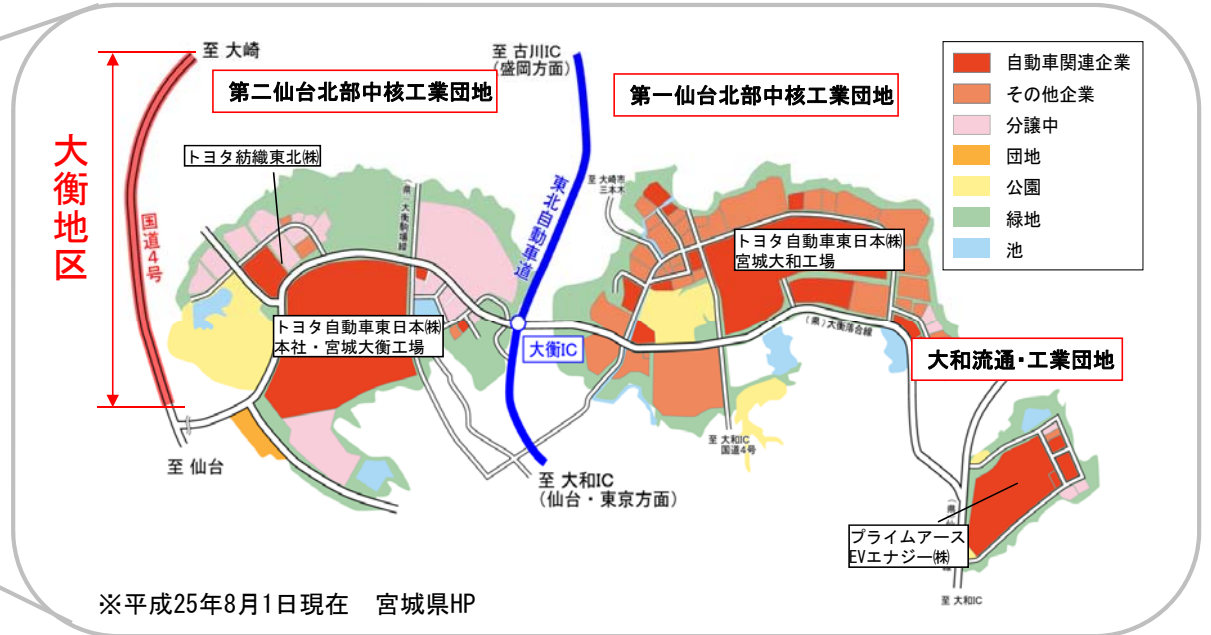 至 大崎
至 古川IC
(盛岡方面)
第二仙台北部中核工業団地
第一仙台北部中核工業団地
自動車関連企業
その他企業
分譲中
団地
公園
緑地
池
大衡地区
国道4号
トヨタ紡織東北㈱
(県)大衡駒場線
東北自動車道
至 大崎市
三本木
トヨタ自動車東日本㈱
宮城大和工場
トヨタ自動車東日本㈱
本社・宮城大衡工場
大衡IC
(県)大衡落合線
大和流通・工業団地
至 大和IC
国道4号
至 仙台
至 大和IC
(仙台・東京方面)
プライムアース
EVエナジー㈱
至 大和IC
※平成25年8月1日現在 宮城県HP